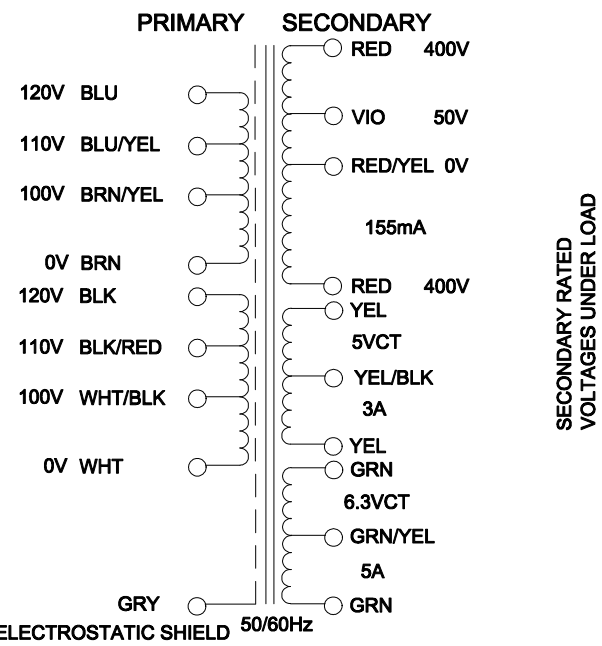 PRIMARY SECONDARY
RED 400V
120V BLU
VIO 50V
110V BLU/YEL
RED/YEL 0V
100V BRN/YEL
155mA
0V BRN
RED 400V
120V BLK
YEL
110V BLK/RED
5VCT
YEL/BLK
100V WHT/BLK
3A
YEL
0V WHT
GRN
6.3VCT
GRN/YEL
5A
GRY
GRN
ELECTROSTATIC SHIELD 50/60Hz
SECONDARY RATED
VOLTAGES UNDER LOAD